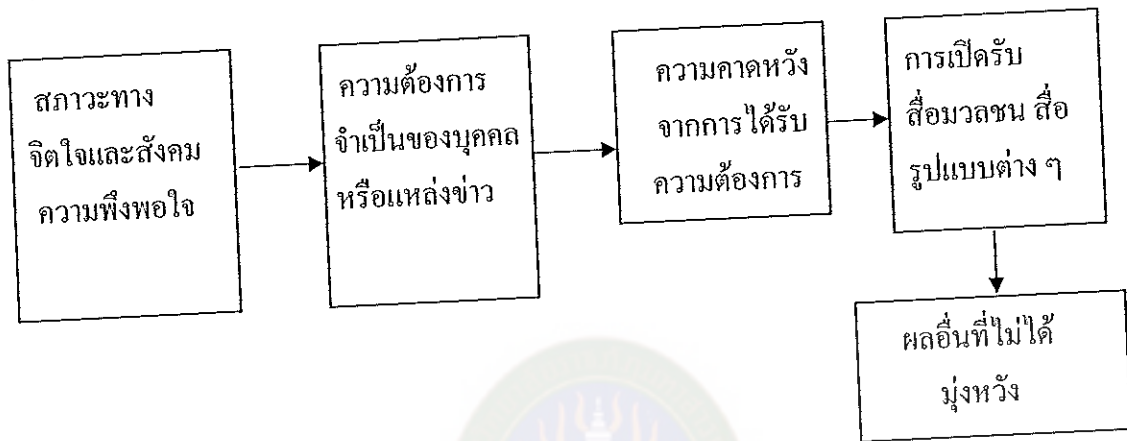 สภาวะทาง
จิตใจและสังคม
ความพึงพอใจ
ความต้องการ
จำเป็นของบุคคล
หรือแหล่งข่าว
ความคาดหวัง
จากการได้รับ
ความต้องการ
การเปิดรับ
สื่อมวลชน สื่อ
รูปแบบต่าง ๆ
ผลอื่นที่ไม่ได้
มุ่งหวัง